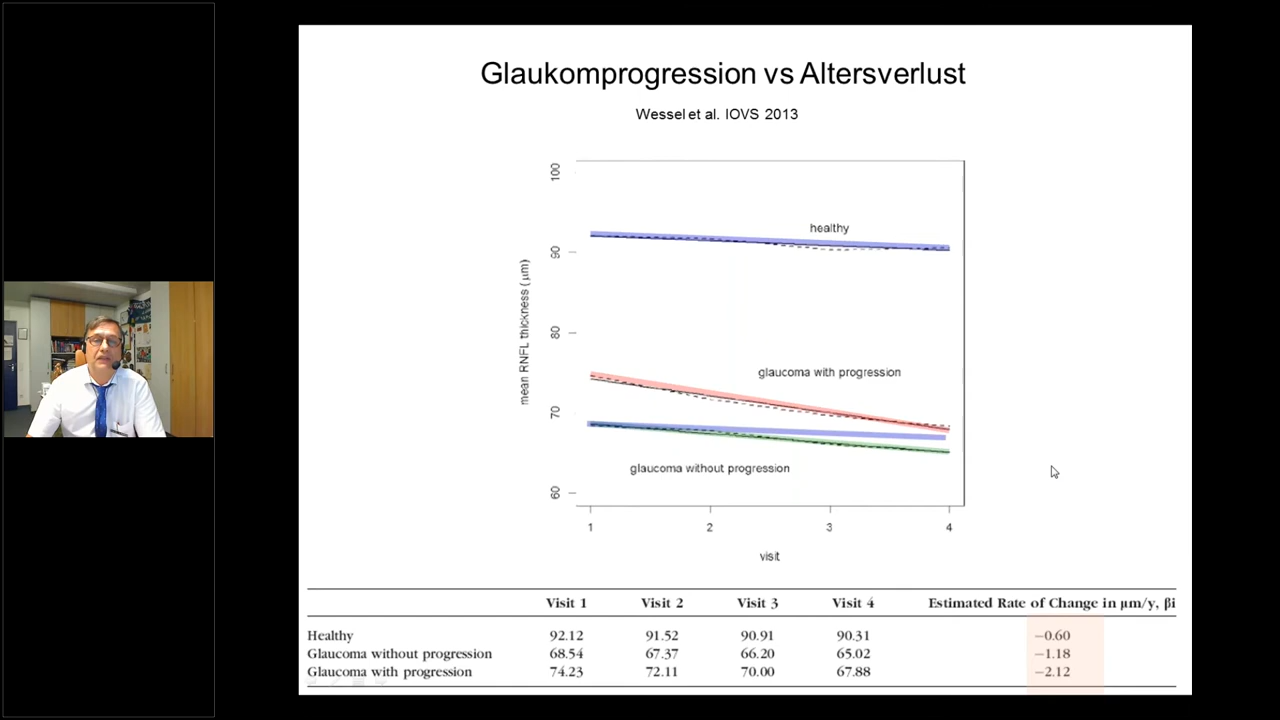 Glaukomprogression vs Altersverlust
Wessel et al. IOVS 2013
100
90
80
70
60
mean RNFL thickness (µm)
healthy
glaucoma with progression
glaucoma without progression
1 2 3 4
visit
Visit 1 Visit 2 Visit 3 Visit 4 Estimated Rate of Change in µm/y, βi
Healthy 92.12 91.52 90.91 90.31 −0.60
Glaucoma without progression 68.54 67.37 66.20 65.02 −1.18
Glaucoma with progression 74.23 72.11 70.00 67.88 −2.12